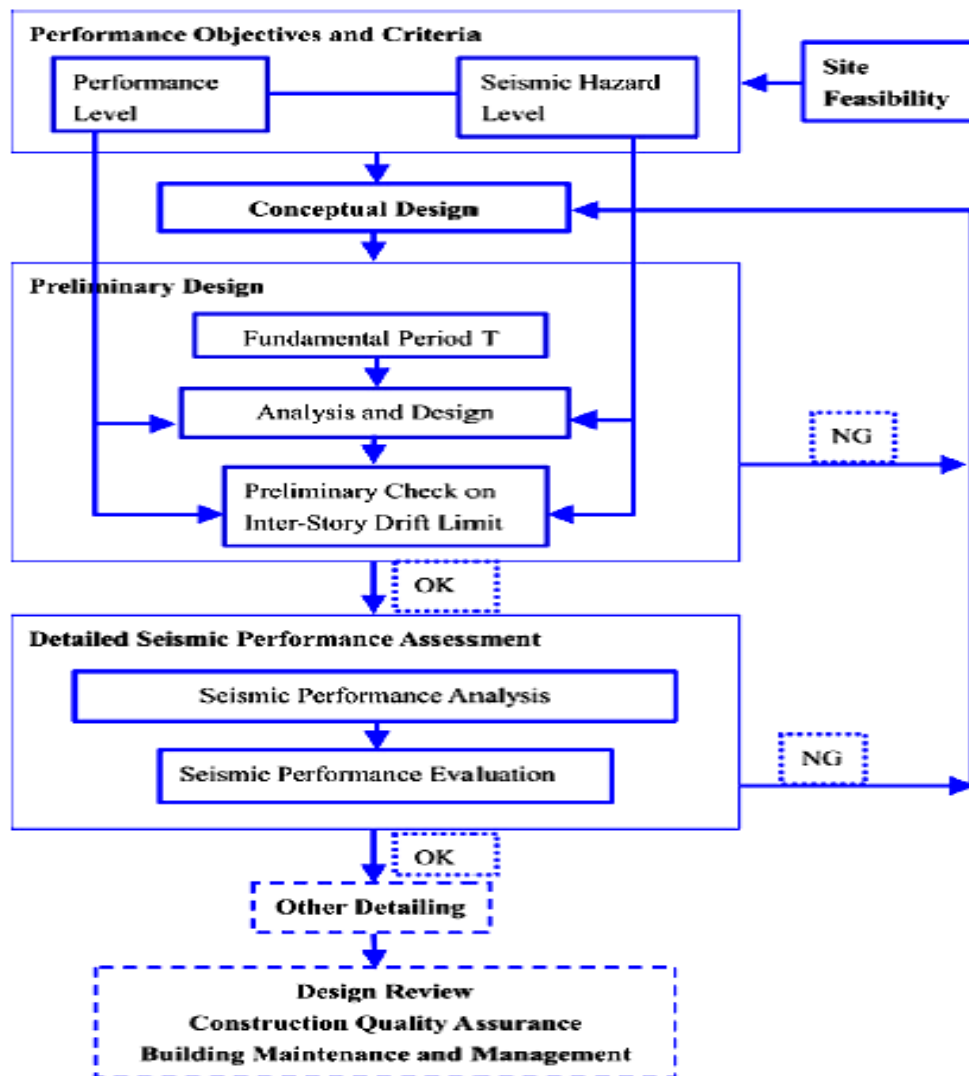 Performance Objectives and Criteria
Performance
Level
Seismic Hazard
Level
Site
Feasibility
Conceptual Design
Preliminary Design
Fundamental Period T
Analysis and Design
NG
Preliminary Check on
Inter-Story Drift Limit
OK
Detailed Seismic Performance Assessment
Seismic Performance Analysis
Seismic Performance Evaluation
NG
OK
Other Detailing
Design Review
Construction Quality Assurance
Building Maintenance and Management